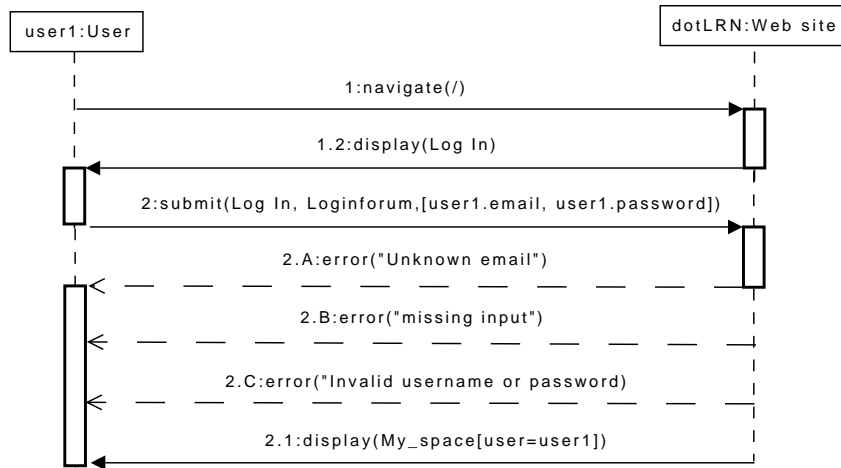 user1:User
dotLRN:Web site
1:navigate(/)
1.2:display(Log In)
2:submit(Log In, Loginforum,[user1.email, user1.password])
2.A:error("Unknown email")
2.B:error("missing input")
2.C:error("Invalid username or password)
2.1:display(My_space[user=user1])